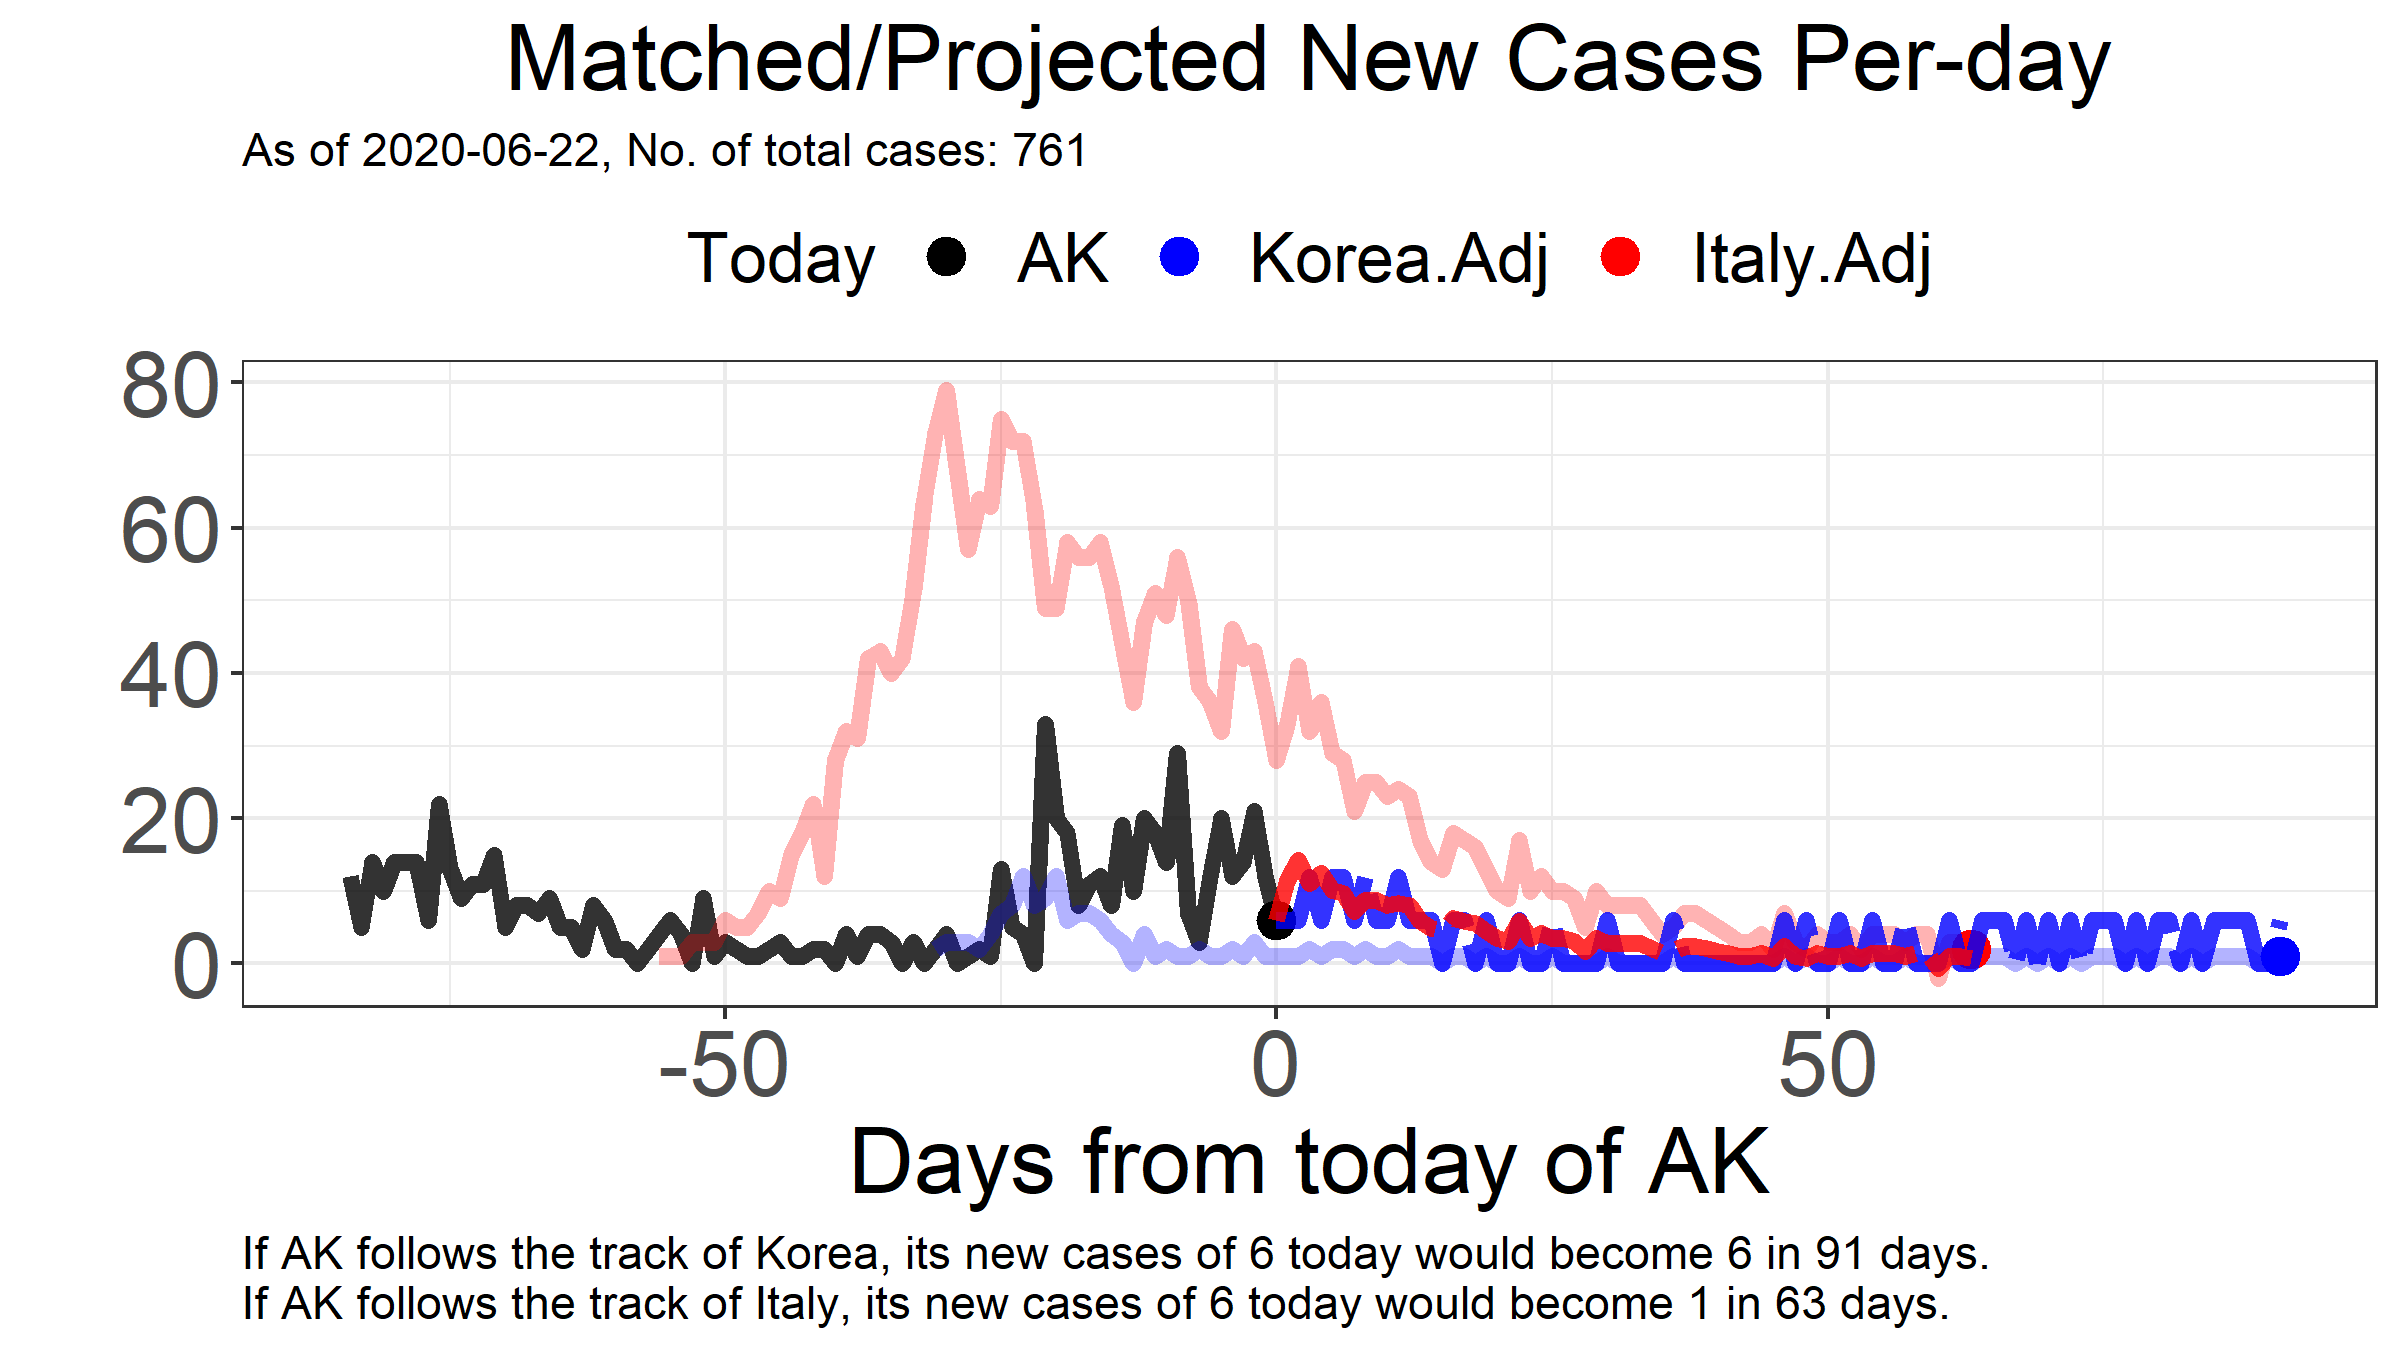 Matched/Projected New Cases Per-day
As of 2020-06-22, No. of total cases: 761
Today AK Korea.Adj Italy.Adj
80
60
40
20
0
-50 0 50
Days from today of AK
If AK follows the track of Korea, its new cases of 6 today would become 6 in 91 days.
If AK follows the track of Italy, its new cases of 6 today would become 1 in 63 days.